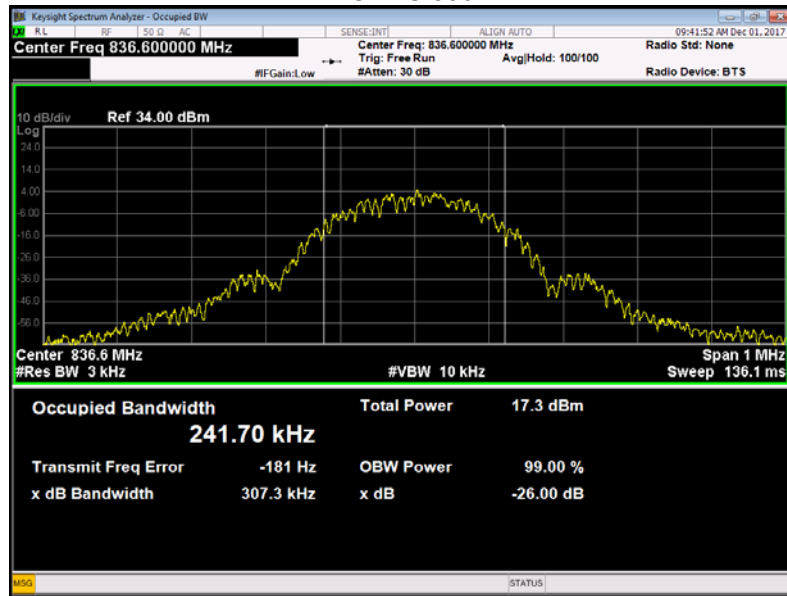 Keysight Spectrum Analyzer - Occupied BW
RL RF 50 Ω AC SENSE:INT ALIGN AUTO 09:41:52 AM Dec 01, 2017
Center Freq 836.600000 MHz Center Freq: 836.600000 MHz Radio Std: None
Trig: Free Run Avg|Hold: 100/100
#IFGain:Low #Atten: 30 dB Radio Device: BTS
10 dB/div Ref 34.00 dBm
Log
24.0
14.0
4.00
-6.00
-16.0
-26.0
-36.0
-46.0
-56.0
Center 836.6 MHz Span 1 MHz
#Res BW 3 kHz #VBW 10 kHz Sweep 136.1 ms
Occupied Bandwidth Total Power 17.3 dBm
241.70 kHz
Transmit Freq Error -181 Hz OBW Power 99.00 %
x dB Bandwidth 307.3 kHz x dB -26.00 dB
MSG STATUS